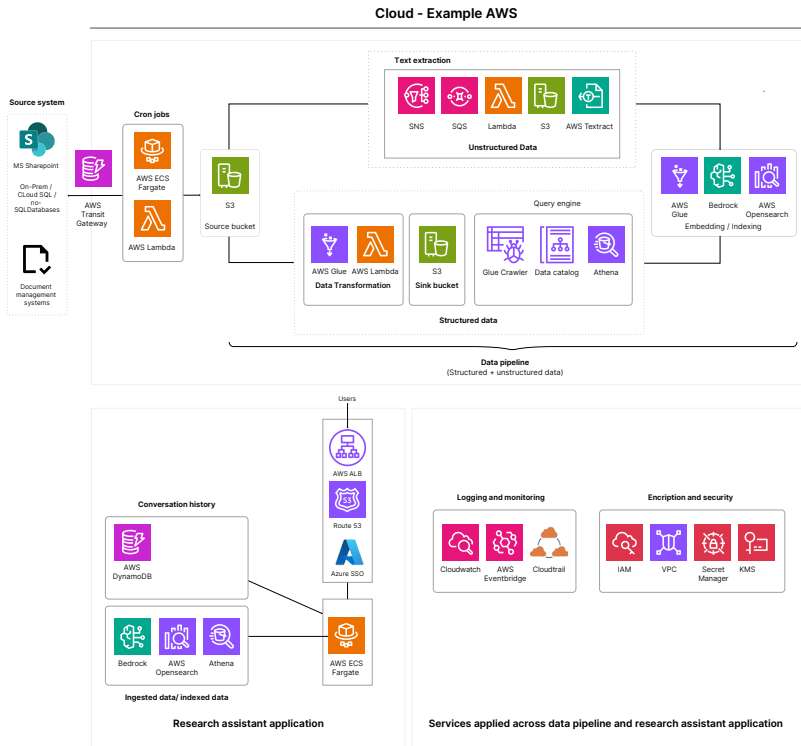 Cloud - Example AWS
Text extraction
SNS
SQS
Lambda
S3
AWS Textract
Unstructured Data
Source system
MS Sharepoint
On-Prem /
CLoud SQL /
no-
SQLDatabases
Document
management
systems
AWS
Transit
Gateway
Cron jobs
AWS ECS
Fargate
AWS Lambda
S3
Source bucket
Query engine
AWS Glue
AWS Lambda
Data Transformation
S3
Sink bucket
Glue Crawler
Data catalog
Athena
Structured data
AWS
Glue
Bedrock
AWS
Opensearch
Embedding / Indexing
Data pipeline
(Structured + unstructured data)
Users
AWS ALB
53
Route 53
Azure SSO
Conversation history
AWS
DynamoDB
Bedrock
AWS
Opensearch
Athena
Ingested data/ indexed data
AWS ECS
Fargate
Research assistant application
Logging and monitoring
Cloudwatch
AWS
Eventbridge
Cloudtrail
Encription and security
IAM
VPC
Secret
Manager
KMS
Services applied across data pipeline and research assistant application